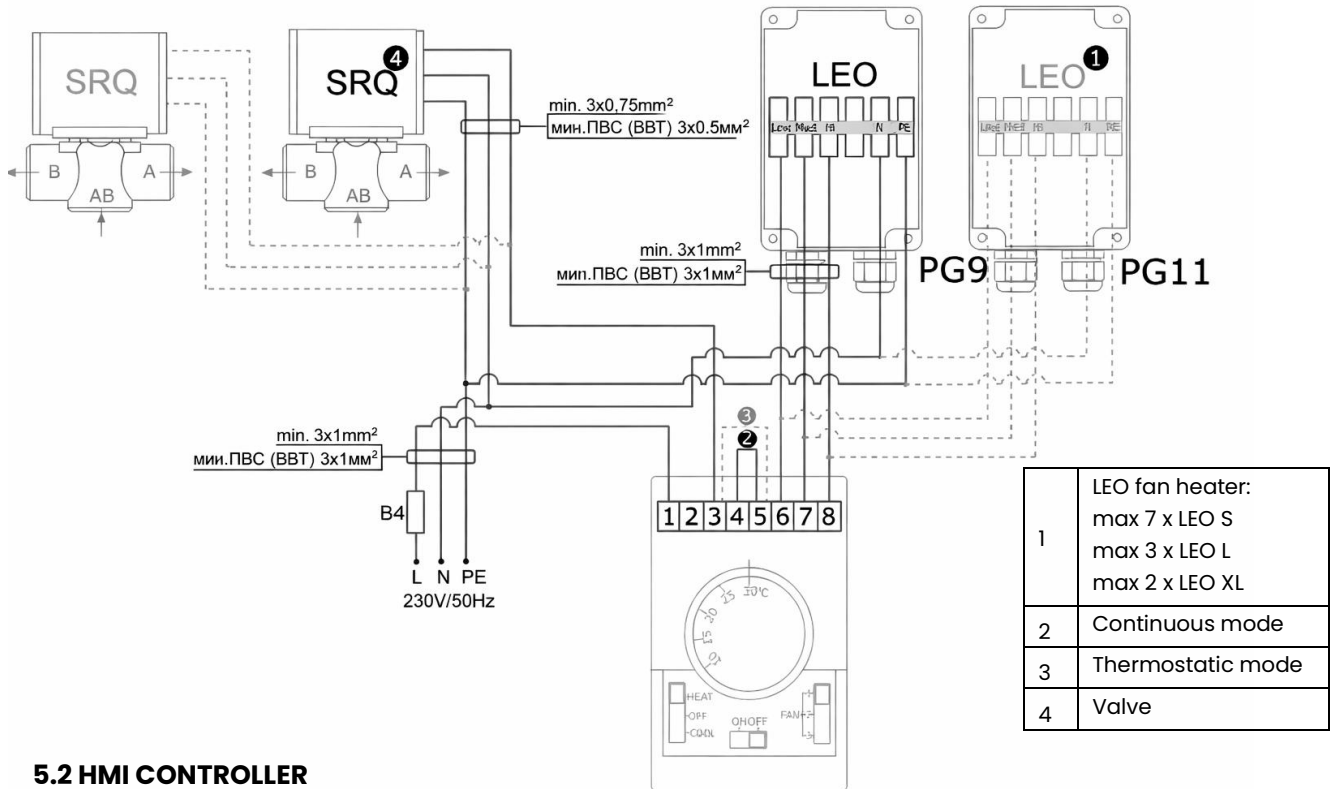 SRQ
SRQ
4
LEO
LEO
1
min. 3x0,75mm²
мин.ПВС (ВВТ) 3x0.5мм²
N PE
N
B A
AB
B A
AB
min. 3x1mm²
мип.ПВС (ВВТ) 3x1мм²
PG9
PG11
3
2
min. 3x1mm²
мии.ПВС (ВВТ) 3x1мм²
B4
L N PE
230V/50Hz
1 2 3 4 5 6 7 8
10 15 20 25 30°C
HEAT
OFF
COOL
FAN
1 LEO fan heater:
max 7 x LEO S
max 3 x LEO L
max 2 x LEO XL
2 Continuous mode
3 Thermostatic mode
4 Valve
5.2 HMI CONTROLLER